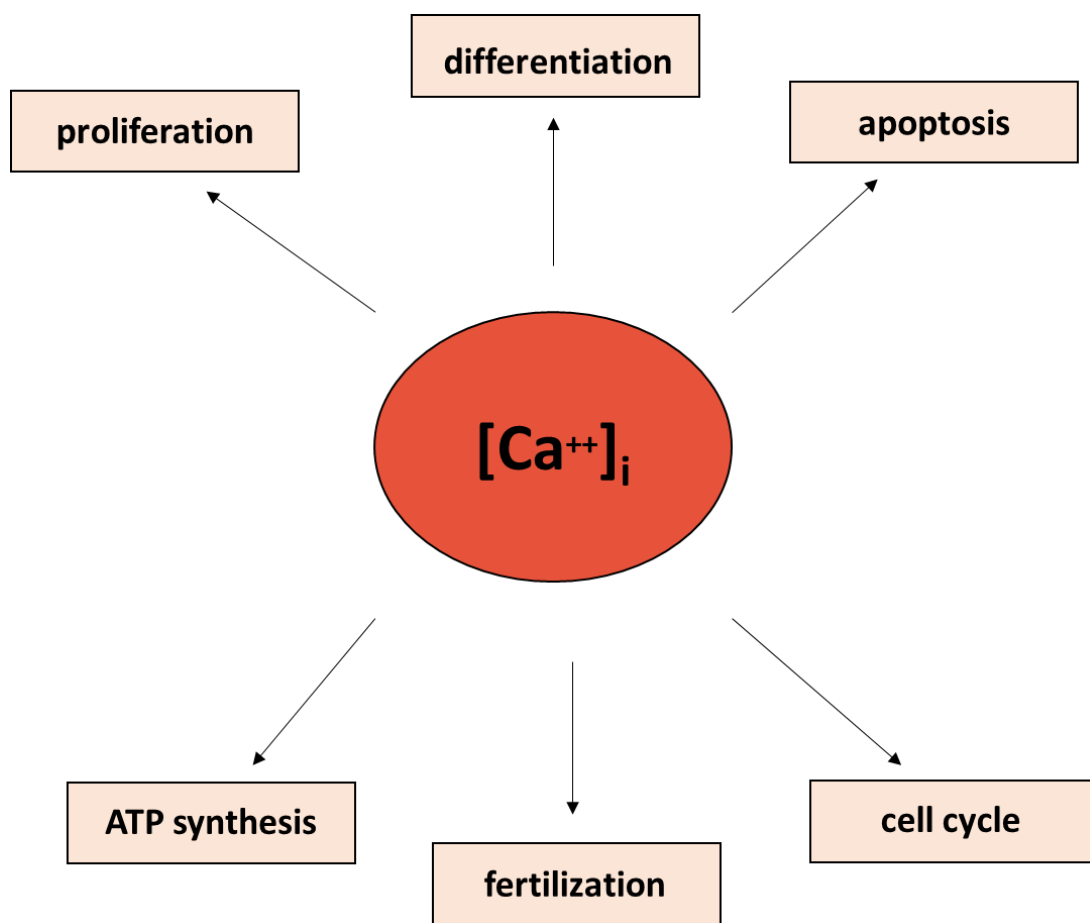 differentiation
proliferation
apoptosis
[Ca⁺⁺]ᵢ
ATP synthesis
cell cycle
fertilization